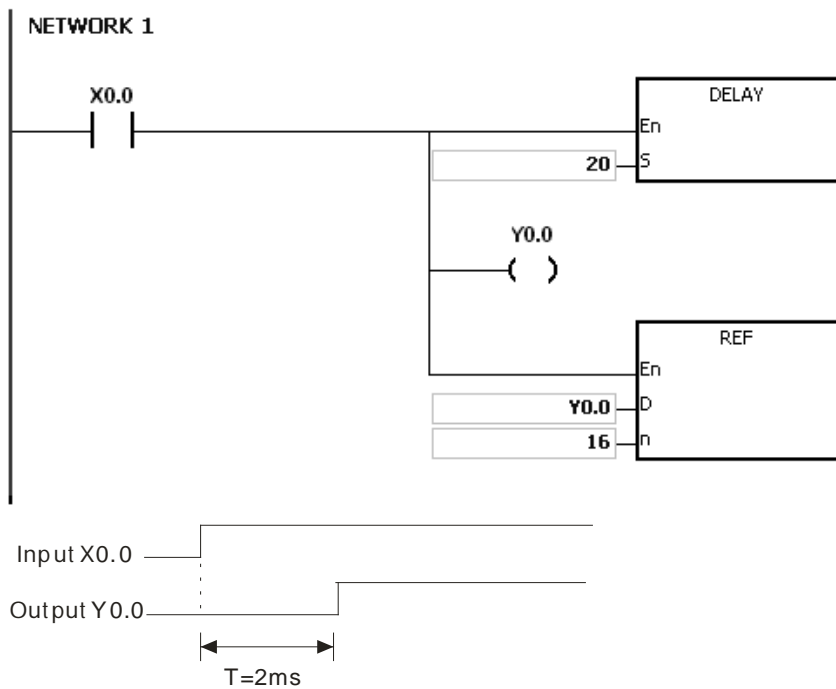 NETWORK 1
X0.0
DELAY
En
20 S
Y0.0
REF
En
Y0.0 D
16 n
Input X0.0
Output Y0.0
T=2ms